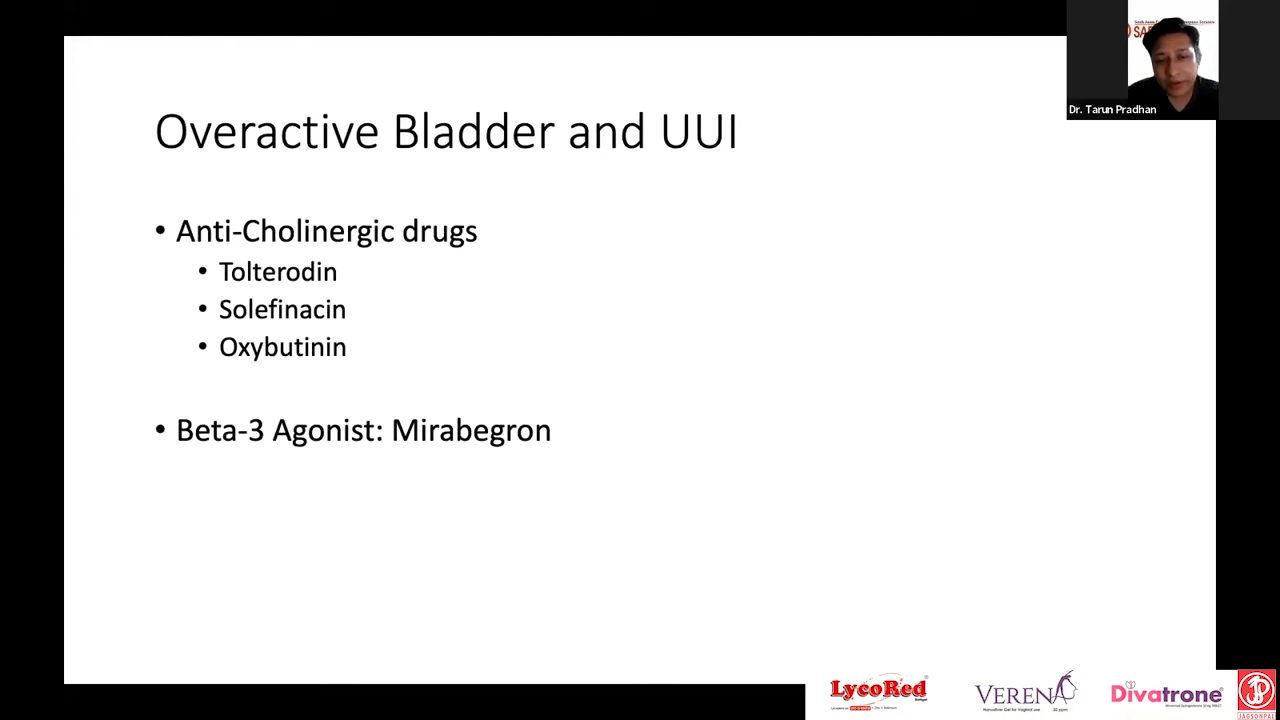 Dr. Tarun Pradhan
Overactive Bladder and UUI
• Anti-Cholinergic drugs
• Tolterodin
• Solefinacin
• Oxybutinin
• Beta-3 Agonist: Mirabegron
LycoRed
VERENA
Divatrone
JAGSONPAL